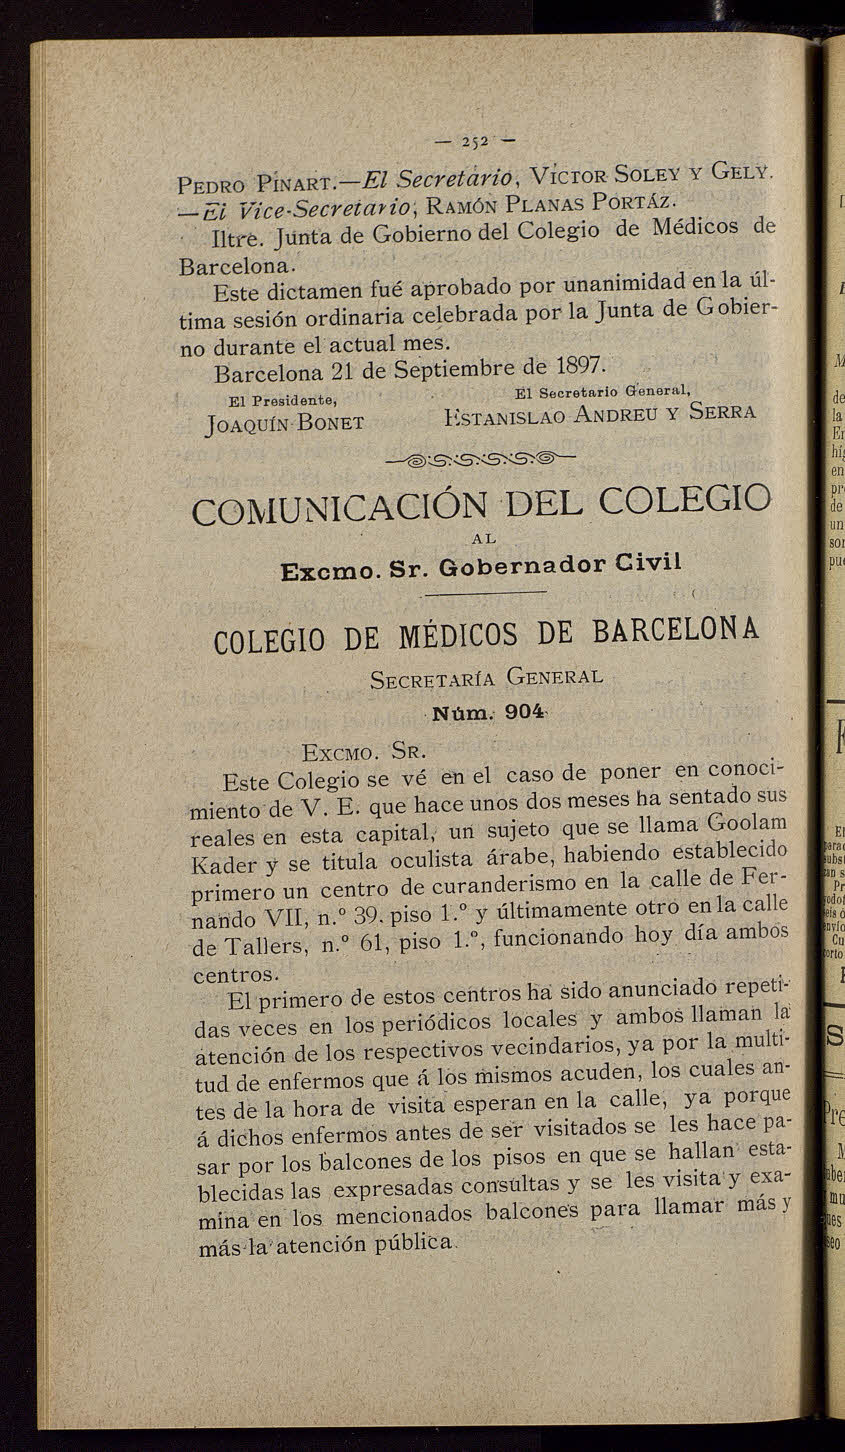 — 252 —
PEDRO PÍNART.—El Secretario, VÍCTOR SOLEY Y GELY.
—El Vice-Secretario, RAMÓN PLANAS PORTÁZ.
Iltre. Junta de Gobierno del Colegio de Médicos de
Barcelona.
Este dictamen fué aprobado por unanimidad en la úl-
tima sesión ordinaria celebrada por la Junta de Gobier-
no durante el actual mes.
Barcelona 21 de Septiembre de 1897.
El Presidente, El Secretario General,
JOAQUÍN BONET ESTANISLAO ANDREU Y SERRA
COMUNICACIÓN DEL COLEGIO
AL
Excmo. Sr. Gobernador Civil
COLEGIO DE MÉDICOS DE BARCELONA
SECRETARÍA GENERAL
Núm. 904
EXCMO. SR.
Este Colegio se vé en el caso de poner en conoci-
miento de V. E. que hace unos dos meses ha sentado sus
reales en esta capital, un sujeto que se llama Goolam
Kader y se titula oculista árabe, habiendo establecido
primero un centro de curanderismo en la calle de Fer-
nando VII, n.º 39. piso 1.º y últimamente otro en la calle
de Tallers, n.º 61, piso 1.º, funcionando hoy día ambos
centros.
El primero de estos centros ha sido anunciado repeti-
das veces en los periódicos locales y ambos llaman la
atención de los respectivos vecindarios, ya por la multi-
tud de enfermos que á los mismos acuden, los cuales an-
tes de la hora de visita esperan en la calle, ya porque
á dichos enfermos antes de ser visitados se les hace pa-
sar por los balcones de los pisos en que se hallan esta-
blecidas las expresadas consultas y se les visita y exa-
mina en los mencionados balcones para llamar más y
más la atención pública.